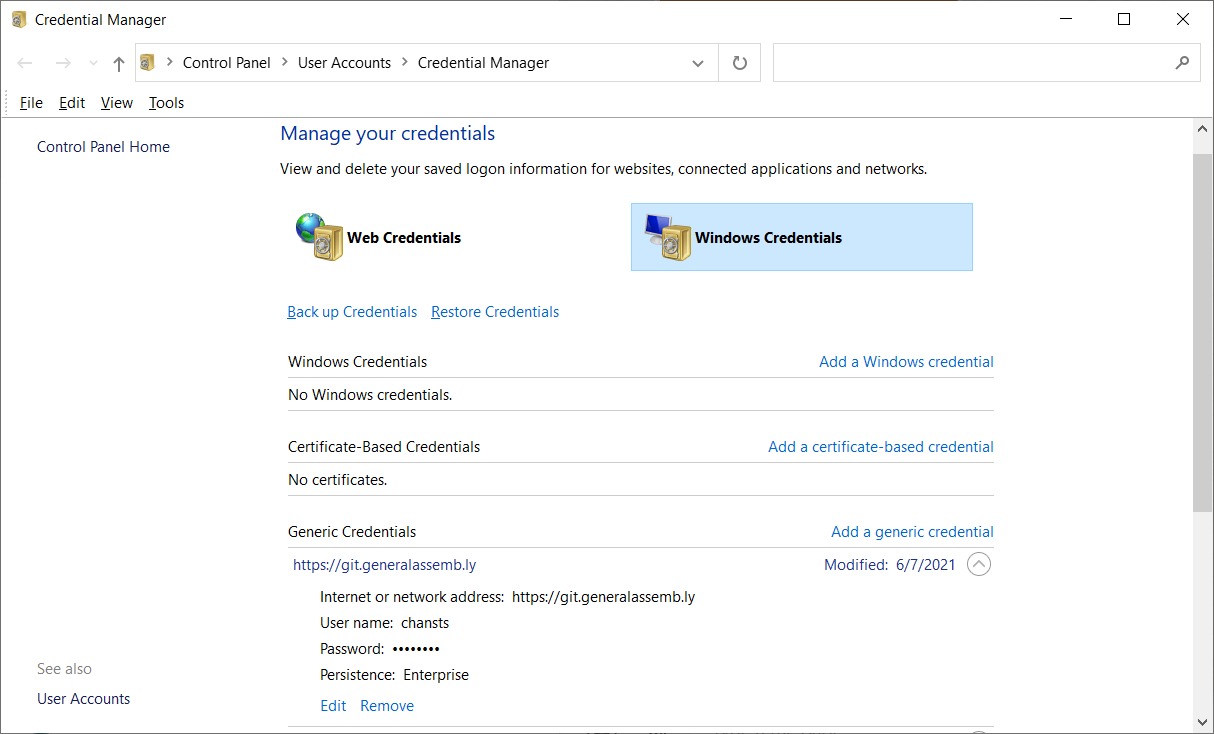 Credential Manager
Control Panel > User Accounts > Credential Manager
File Edit View Tools
Control Panel Home
Manage your credentials
View and delete your saved logon information for websites, connected applications and networks.
Web Credentials
Windows Credentials
Back up Credentials Restore Credentials
Windows Credentials Add a Windows credential
No Windows credentials.
Certificate-Based Credentials Add a certificate-based credential
No certificates.
Generic Credentials Add a generic credential
https://git.generalassemb.ly Modified: 6/7/2021
Internet or network address: https://git.generalassemb.ly
User name: chansts
Password: ••••••••
Persistence: Enterprise
Edit Remove
See also
User Accounts